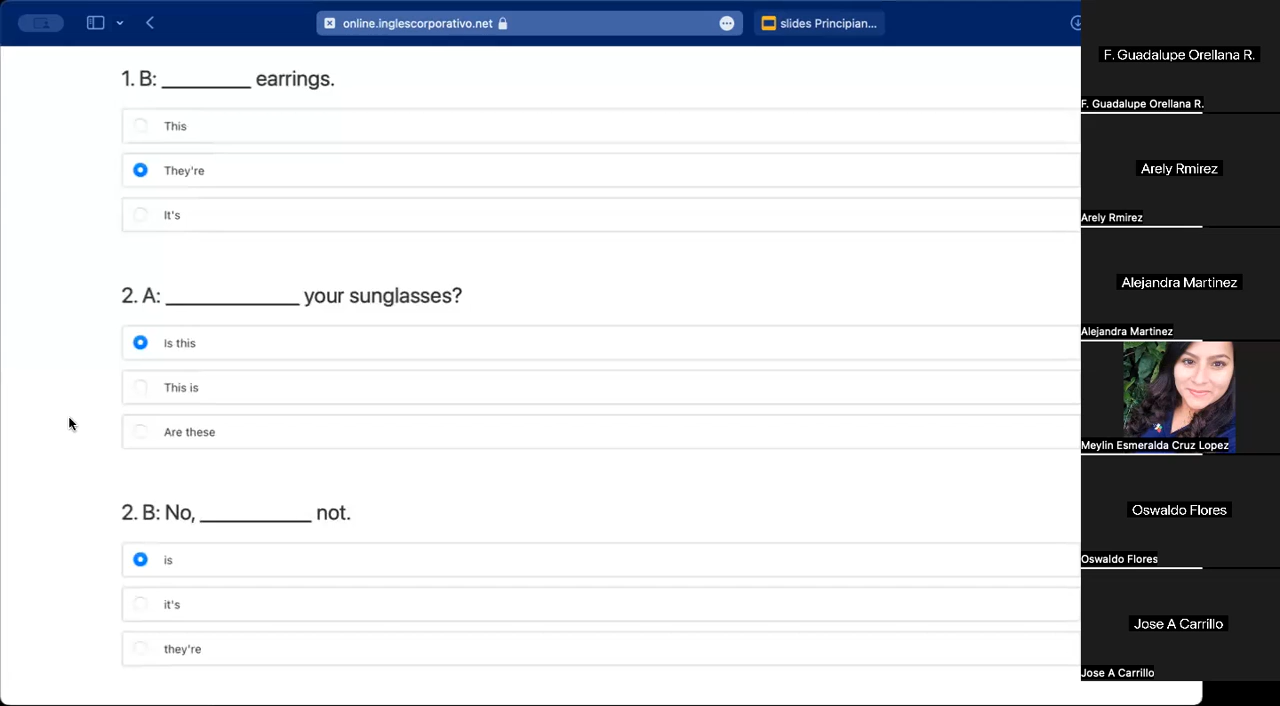 online.inglescorporativo.net
slides Principian...
1. B: _________ earrings.
This
They're
It's
2. A: _____________ your sunglasses?
Is this
This is
Are these
2. B: No, ___________ not.
is
it's
they're
F. Guadalupe Orellana R.
F. Guadalupe Orellana R.
Arely Rmirez
Arely Rmirez
Alejandra Martinez
Alejandra Martinez
Meylin Esmeralda Cruz Lopez
Oswaldo Flores
Oswaldo Flores
Jose A Carrillo
Jose A Carrillo